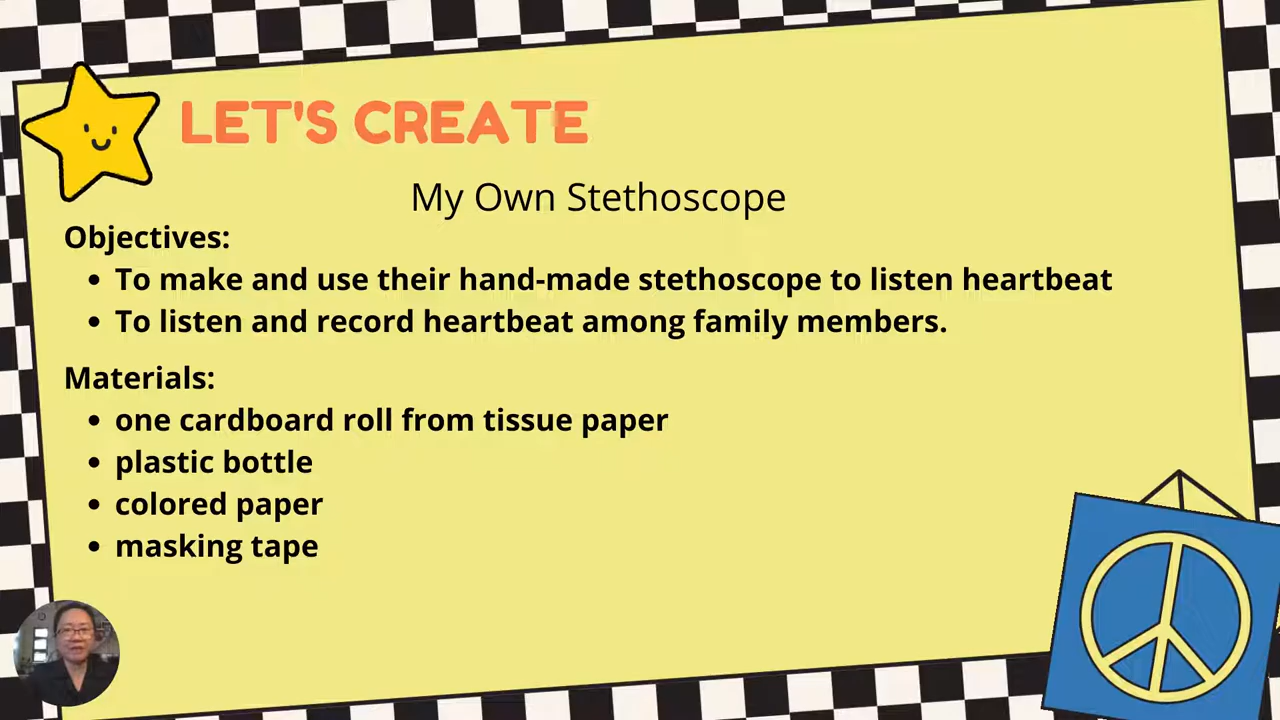 LET'S CREATE
My Own Stethoscope
Objectives:
• To make and use their hand-made stethoscope to listen heartbeat
• To listen and record heartbeat among family members.
Materials:
• one cardboard roll from tissue paper
• plastic bottle
• colored paper
• masking tape